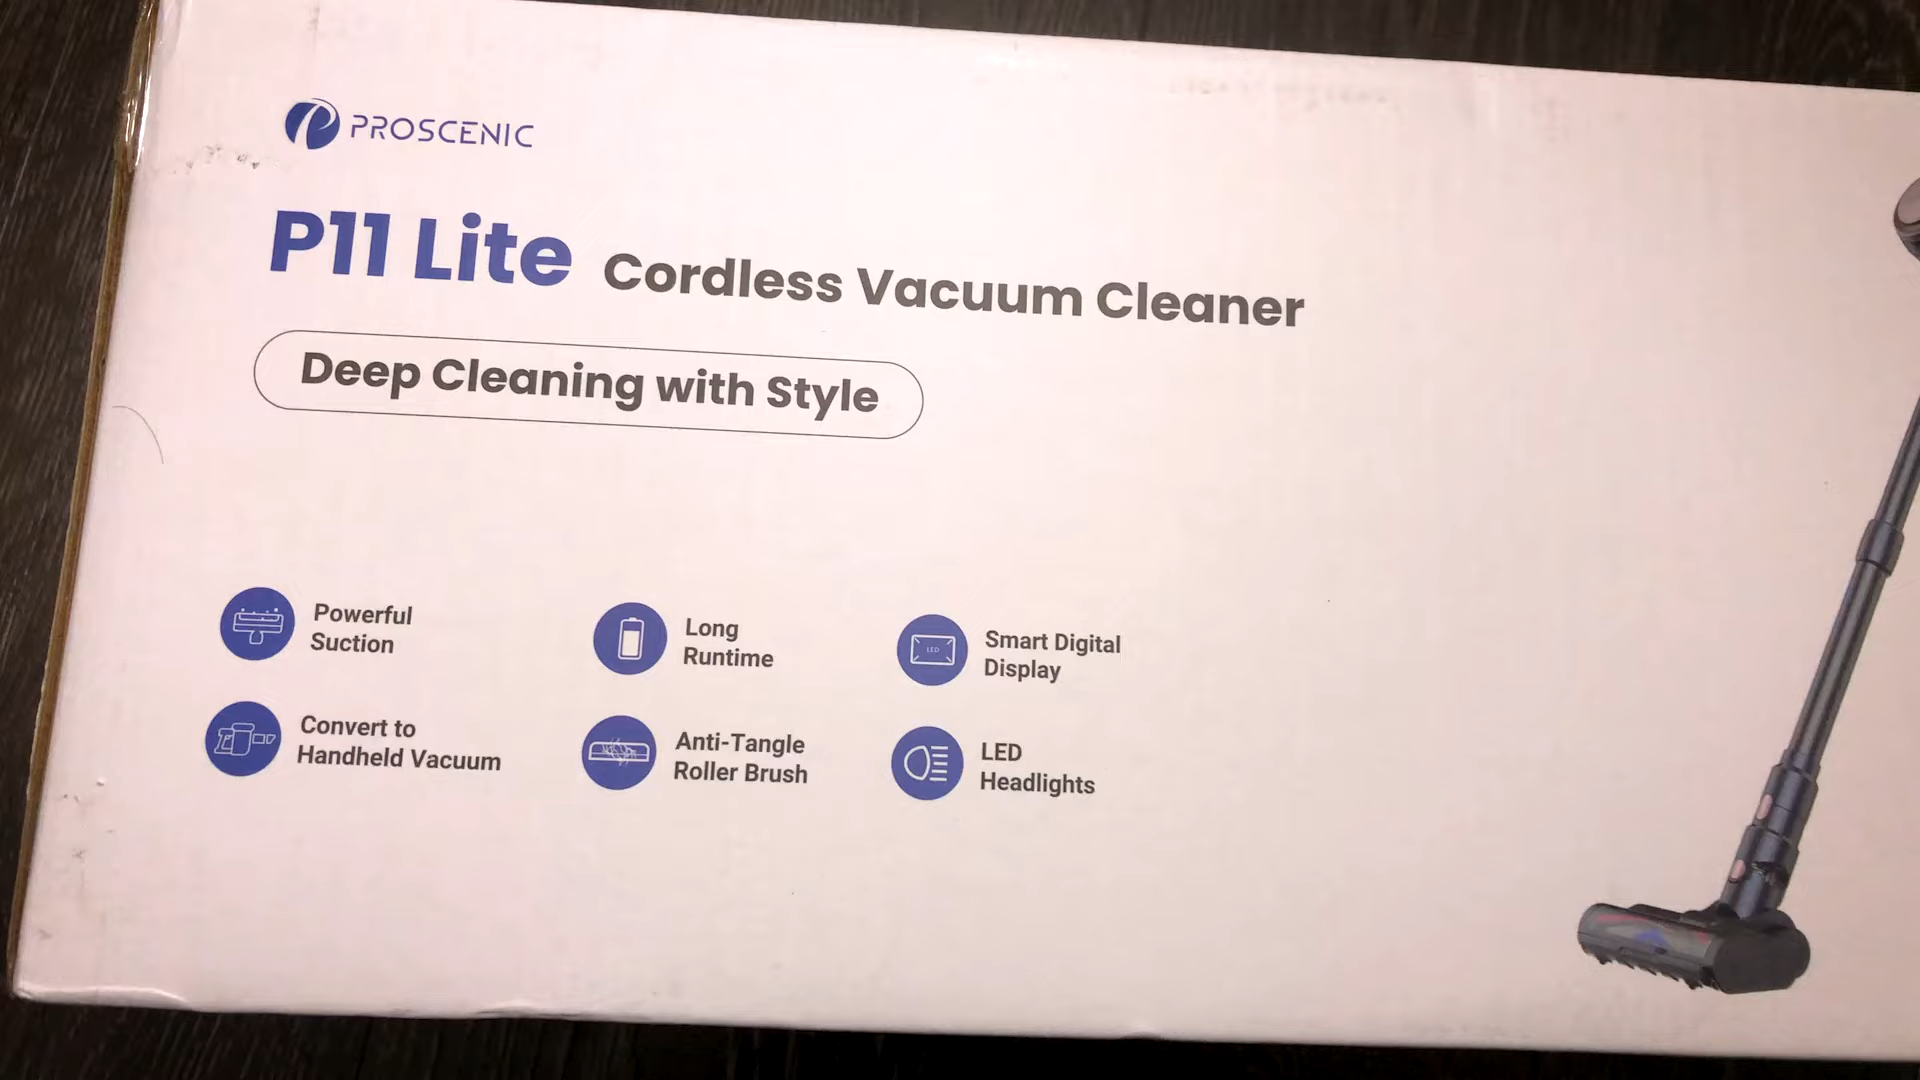 PROSCENIC
P11 Lite Cordless Vacuum Cleaner
Deep Cleaning with Style
Powerful
Suction
Long
Runtime
LED
Smart Digital
Display
Convert to
Handheld Vacuum
Anti-Tangle
Roller Brush
LED
Headlights